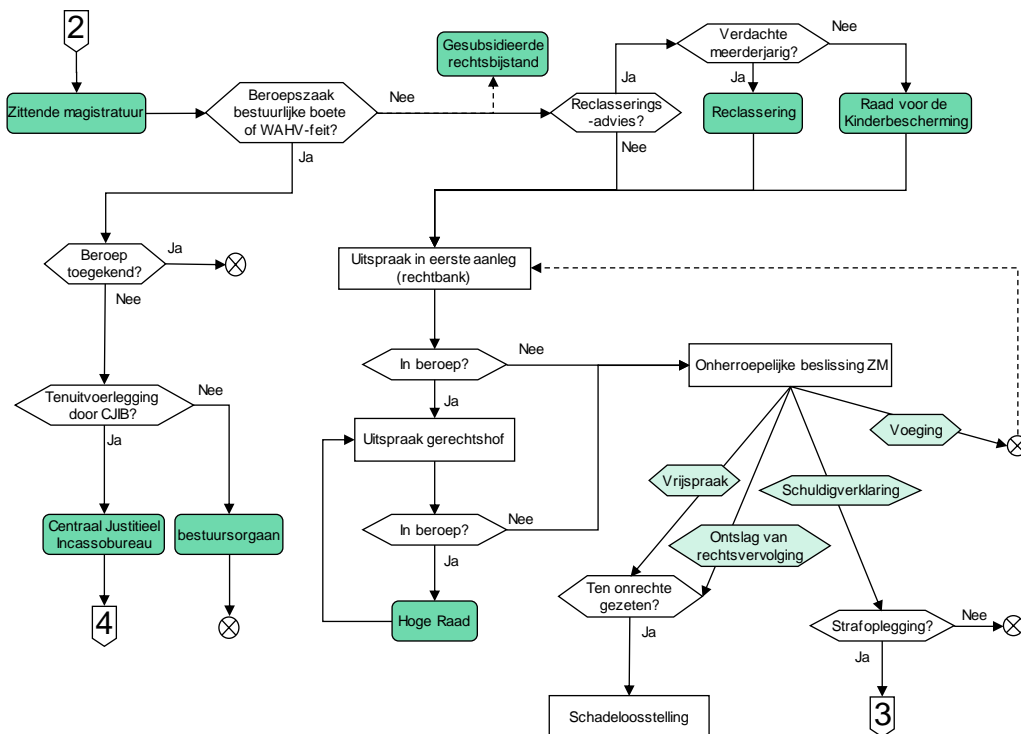 2
Zittende magistratuur
Beroepszaak
bestuurlijke boete
of WAHV-feit?
Nee
Ja
Gesubsidieerde
rechtsbijstand
Reclasserings
-advies?
Ja
Nee
Verdachte
meerderjarig?
Nee
Ja
Reclassering
Raad voor de
Kinderbescherming
Beroep
toegekend?
Ja
Nee
Tenuitvoerlegging
door CJIB?
Nee
Ja
Centraal Justitieel
Incassobureau
bestuursorgaan
4
Uitspraak in eerste aanleg
(rechtbank)
In beroep?
Nee
Ja
Uitspraak gerechtshof
In beroep?
Nee
Ja
Hoge Raad
Onherroepelijke beslissing ZM
Voeging
Vrijspraak
Schuldigverklaring
Ontslag van
rechtsvervolging
Ten onrechte
gezeten?
Ja
Schadeloosstelling
Strafoplegging?
Nee
Ja
3